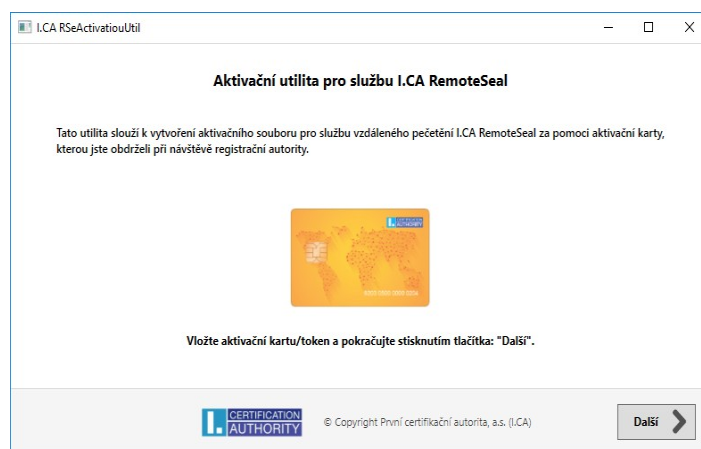 I.CA RSeActivatiouUtil
Aktivační utilita pro službu I.CA RemoteSeal
Tato utilita slouží k vytvoření aktivačního souboru pro službu vzdáleného pečetění I.CA RemoteSeal za pomoci aktivační karty,
kterou jste obdrželi při návštěvě registrační autority.
I. CERTIFICATION
AUTHORITY
Vložte aktivační kartu/token a pokračujte stisknutím tlačítka: "Další".
I. CERTIFICATION
AUTHORITY
© Copyright První certifikační autorita, a.s. (I.CA)
Další